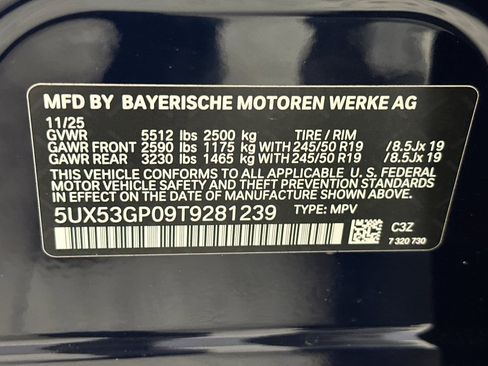 MFD BY BAYERISCHE MOTOREN WERKE AG
11/25
GVWR 5512 lbs 2500 kg TIRE / RIM
GAWR FRONT 2590 lbs 1175 kg WITH 245/50 R19 / 8.5Jx 19
GAWR REAR 3230 lbs 1465 kg WITH 245/50 R19 / 8.5Jx 19
THIS VEHICLE CONFORMS TO ALL APPLICABLE U. S. FEDERAL
MOTOR VEHICLE SAFETY AND THEFT PREVENTION STANDARDS
IN EFFECT ON THE DATE OF MANUFACTURE SHOWN ABOVE.
5UX53GP09T9281239 TYPE: MPV
C3Z
7 320 730